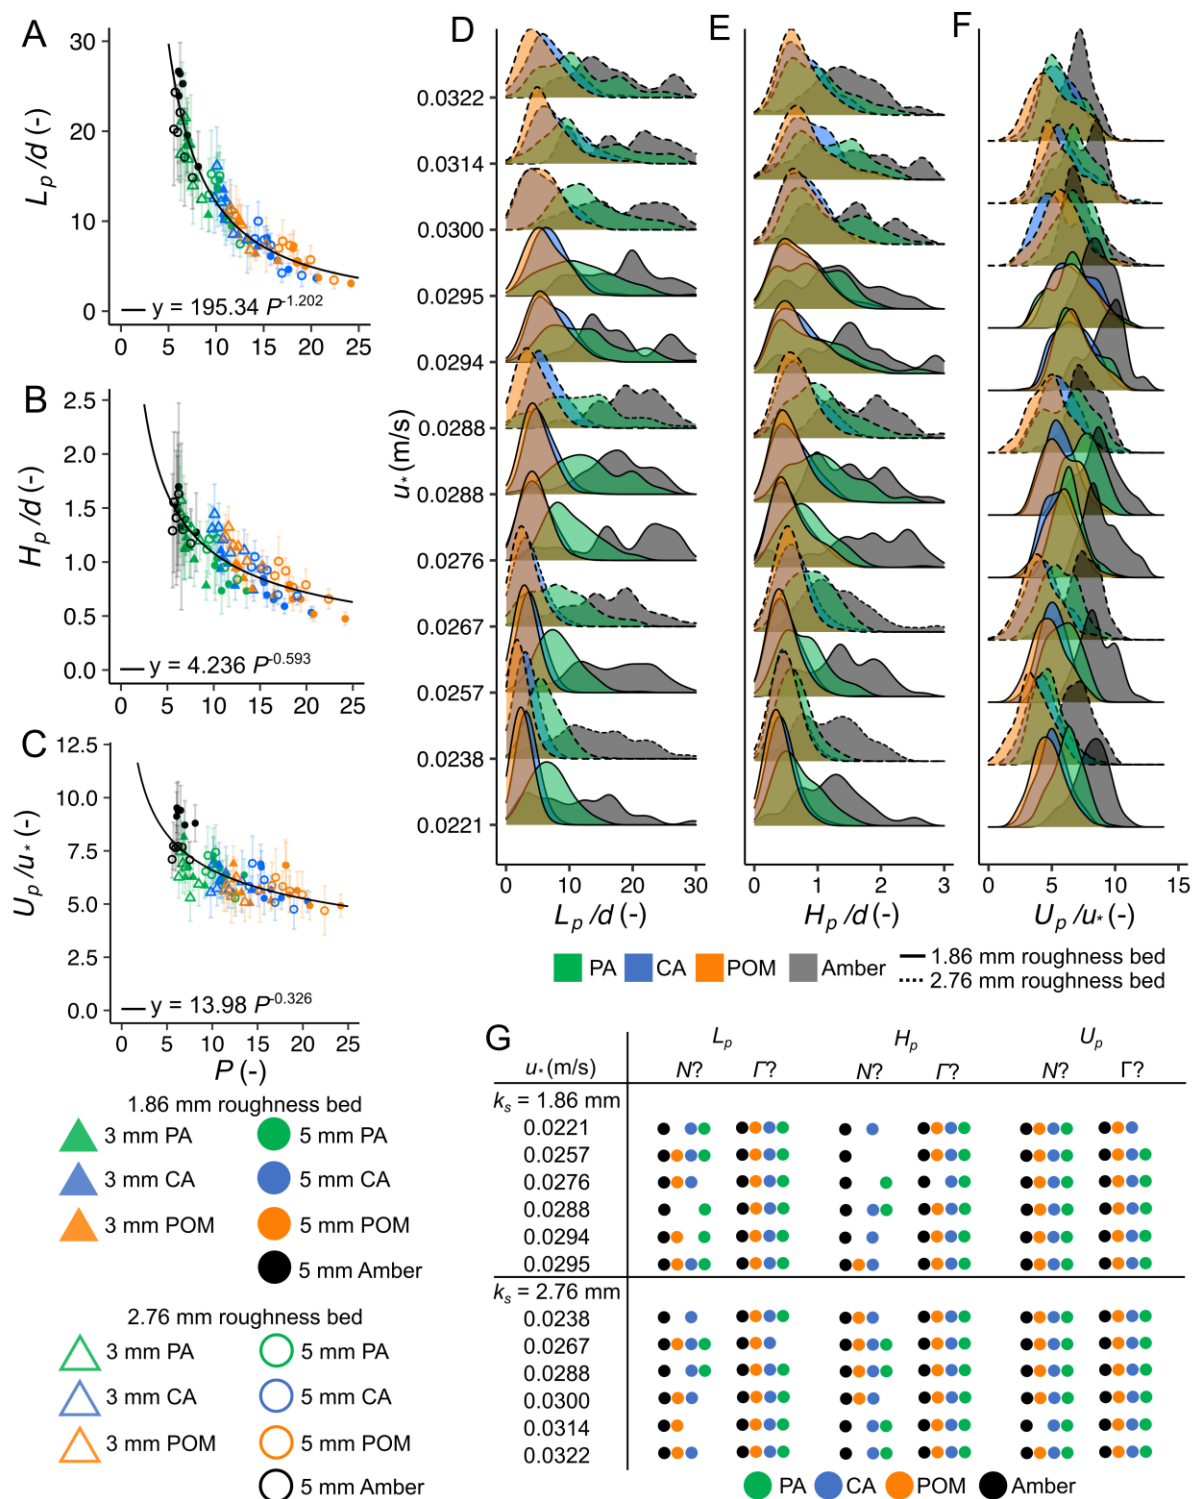 A
L_p /d (-)
30
20
10
0
y = 195.34 P^-1.202
0 5 10 15 20 25
B
H_p /d (-)
2.5
2.0
1.5
1.0
0.5
0.0
y = 4.236 P^-0.593
0 5 10 15 20 25
C
U_p /u* (-)
12.5
10.0
7.5
5.0
2.5
0.0
y = 13.98 P^-0.326
0 5 10 15 20 25
P (-)
1.86 mm roughness bed
3 mm PA 5 mm PA
3 mm CA 5 mm CA
3 mm POM 5 mm POM
5 mm Amber
2.76 mm roughness bed
3 mm PA 5 mm PA
3 mm CA 5 mm CA
3 mm POM 5 mm POM
5 mm Amber
D E F
u* (m/s)
0.0322
0.0314
0.0300
0.0295
0.0294
0.0288
0.0288
0.0276
0.0267
0.0257
0.0238
0.0221
0 10 20 30 0 1 2 3 0 5 10 15
L_p /d (-) H_p /d (-) U_p /u* (-)
PA CA POM Amber 1.86 mm roughness bed
2.76 mm roughness bed
G L_p H_p U_p
u* (m/s) N? Γ? N? Γ? N? Γ?
k_s = 1.86 mm
0.0221
0.0257
0.0276
0.0288
0.0294
0.0295
k_s = 2.76 mm
0.0238
0.0267
0.0288
0.0300
0.0314
0.0322
PA CA POM Amber